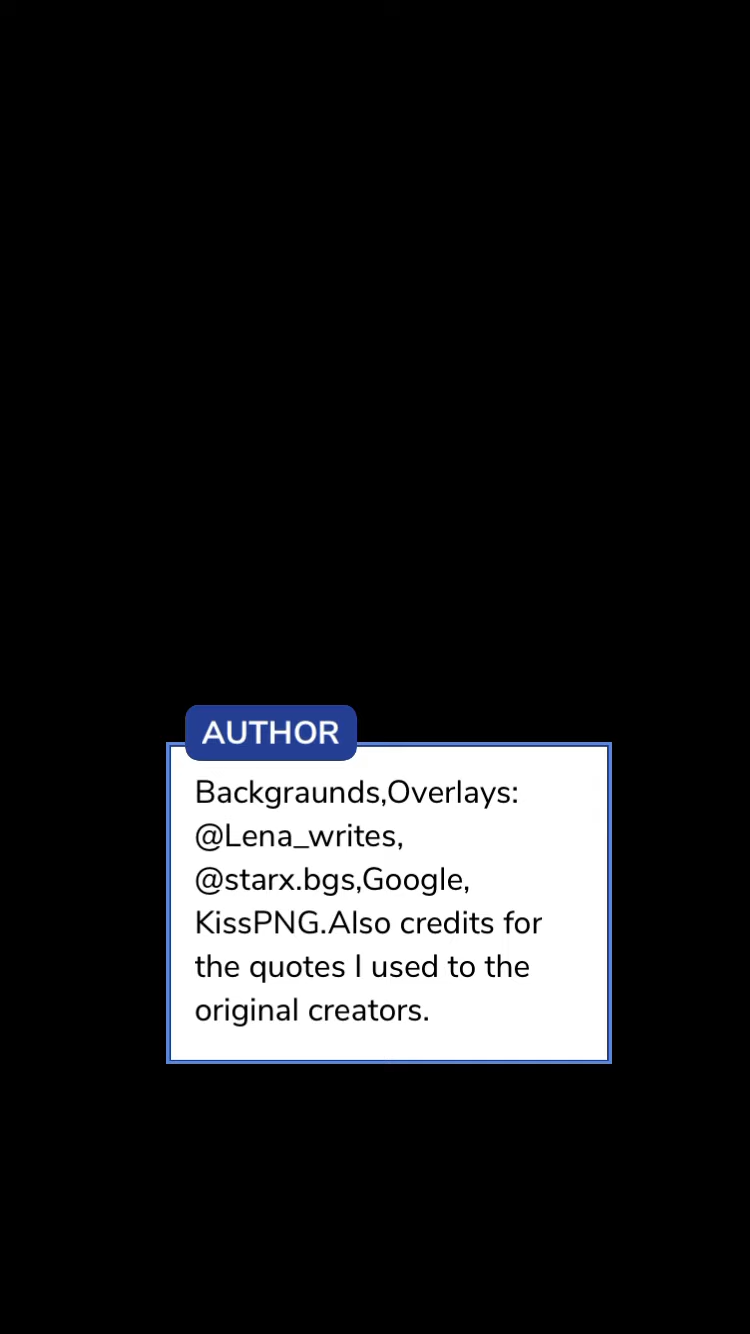 AUTHOR
Backgraunds,Overlays:
@Lena_writes,
@starx.bgs,Google,
KissPNG.Also credits for
the quotes I used to the
original creators.